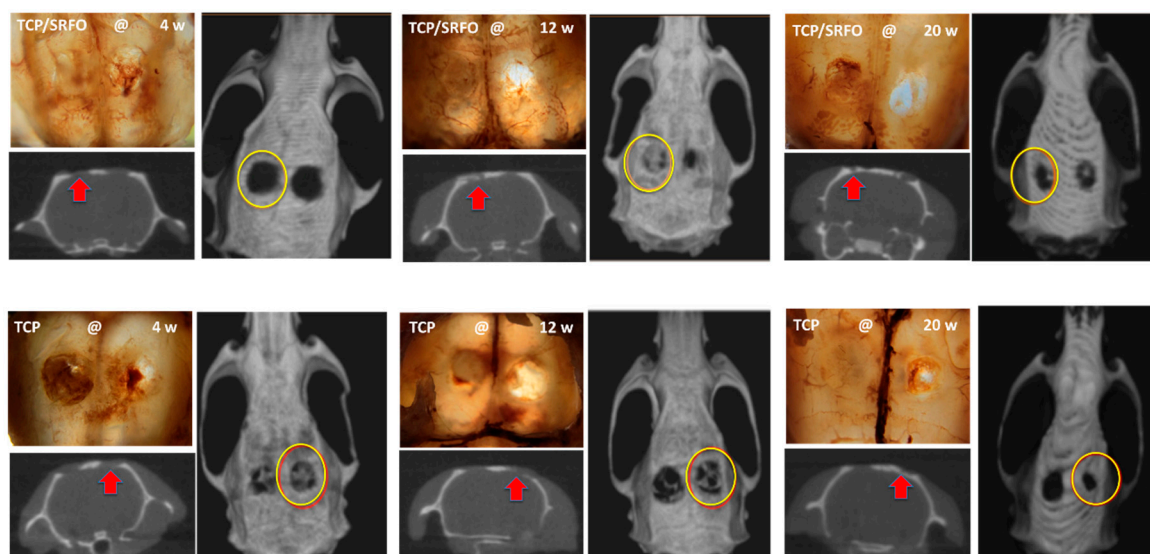 TCP/SRFO @ 4 w
TCP/SRFO @ 12 w
TCP/SRFO @ 20 w
TCP @ 4 w
TCP @ 12 w
TCP @ 20 w